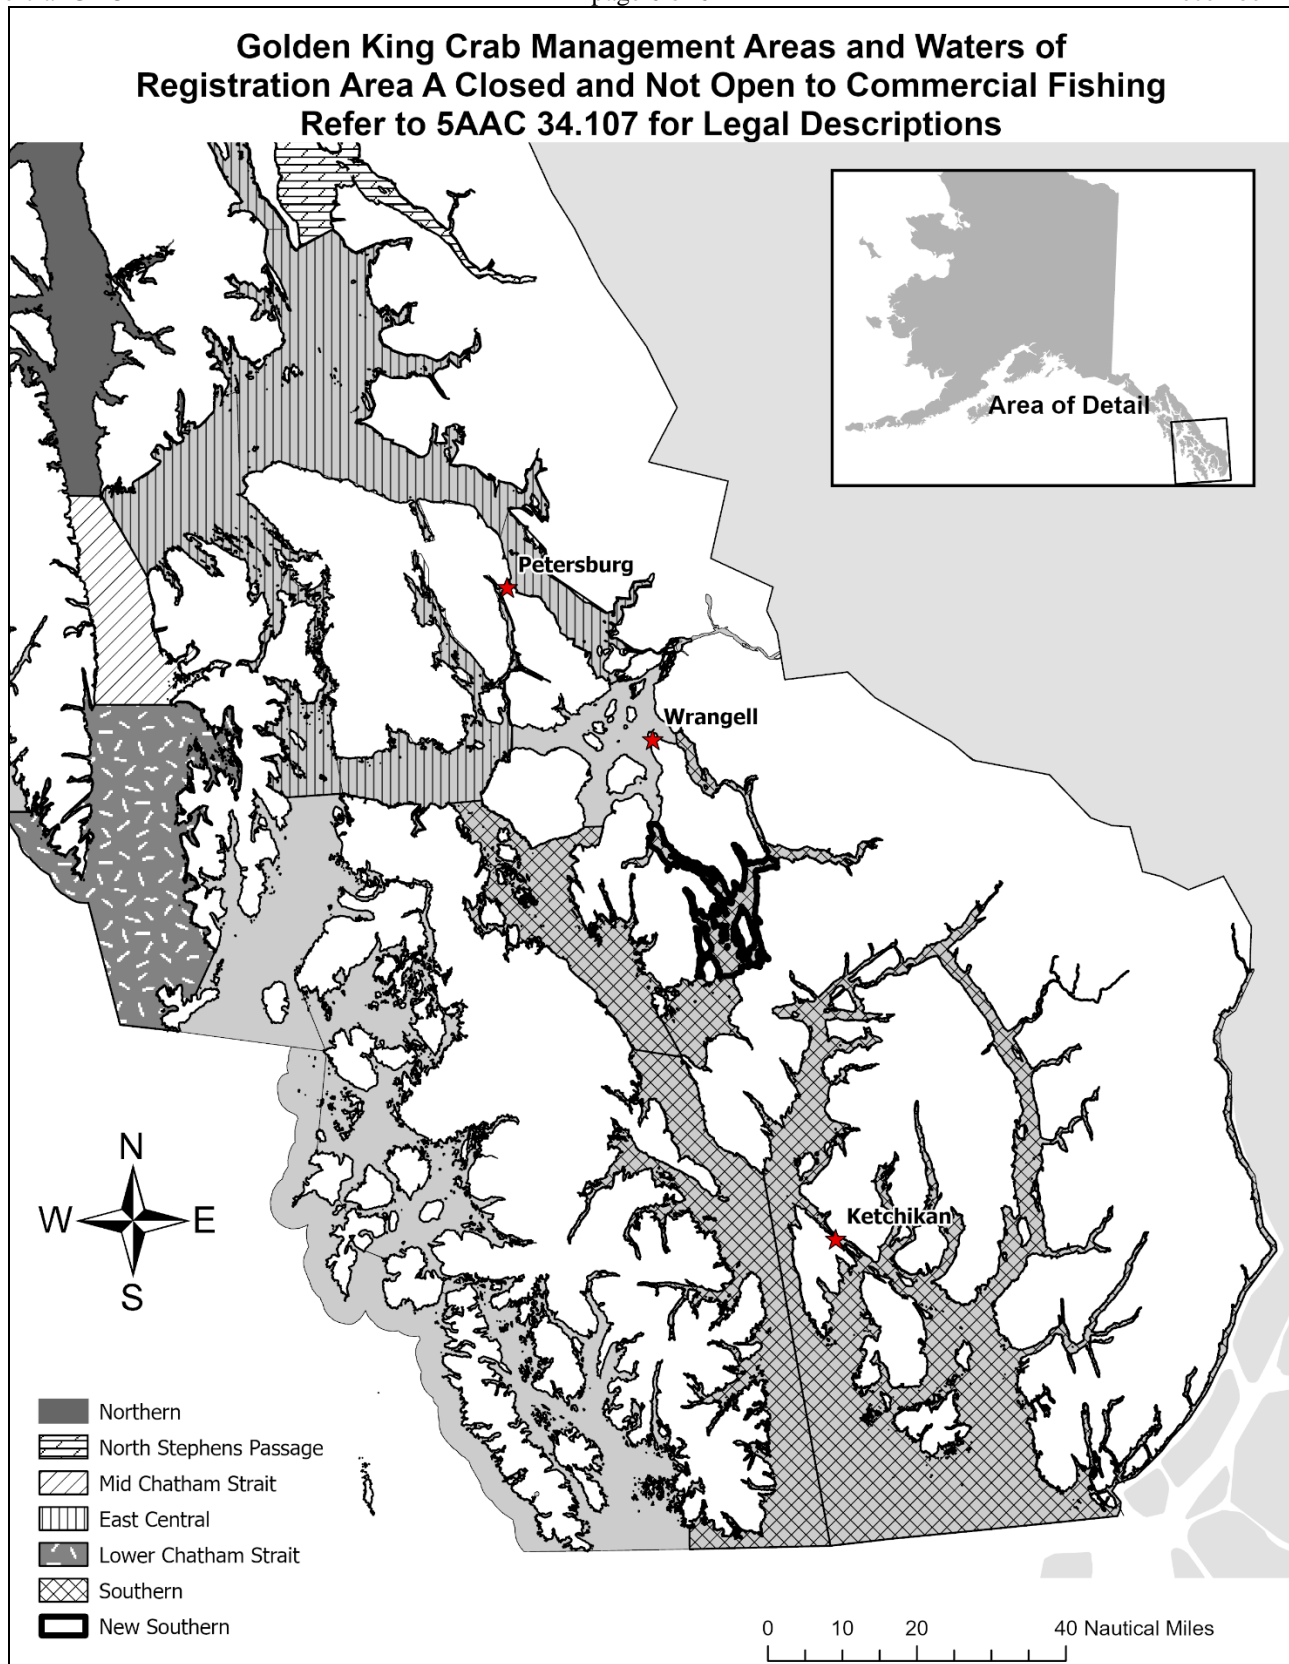 Golden King Crab Management Areas and Waters of
Registration Area A Closed and Not Open to Commercial Fishing
Refer to 5AAC 34.107 for Legal Descriptions
Area of Detail
Petersburg
Wrangell
Ketchikan
N
W E
S
Northern
North Stephens Passage
Mid Chatham Strait
East Central
Lower Chatham Strait
Southern
New Southern
0 10 20 40 Nautical Miles